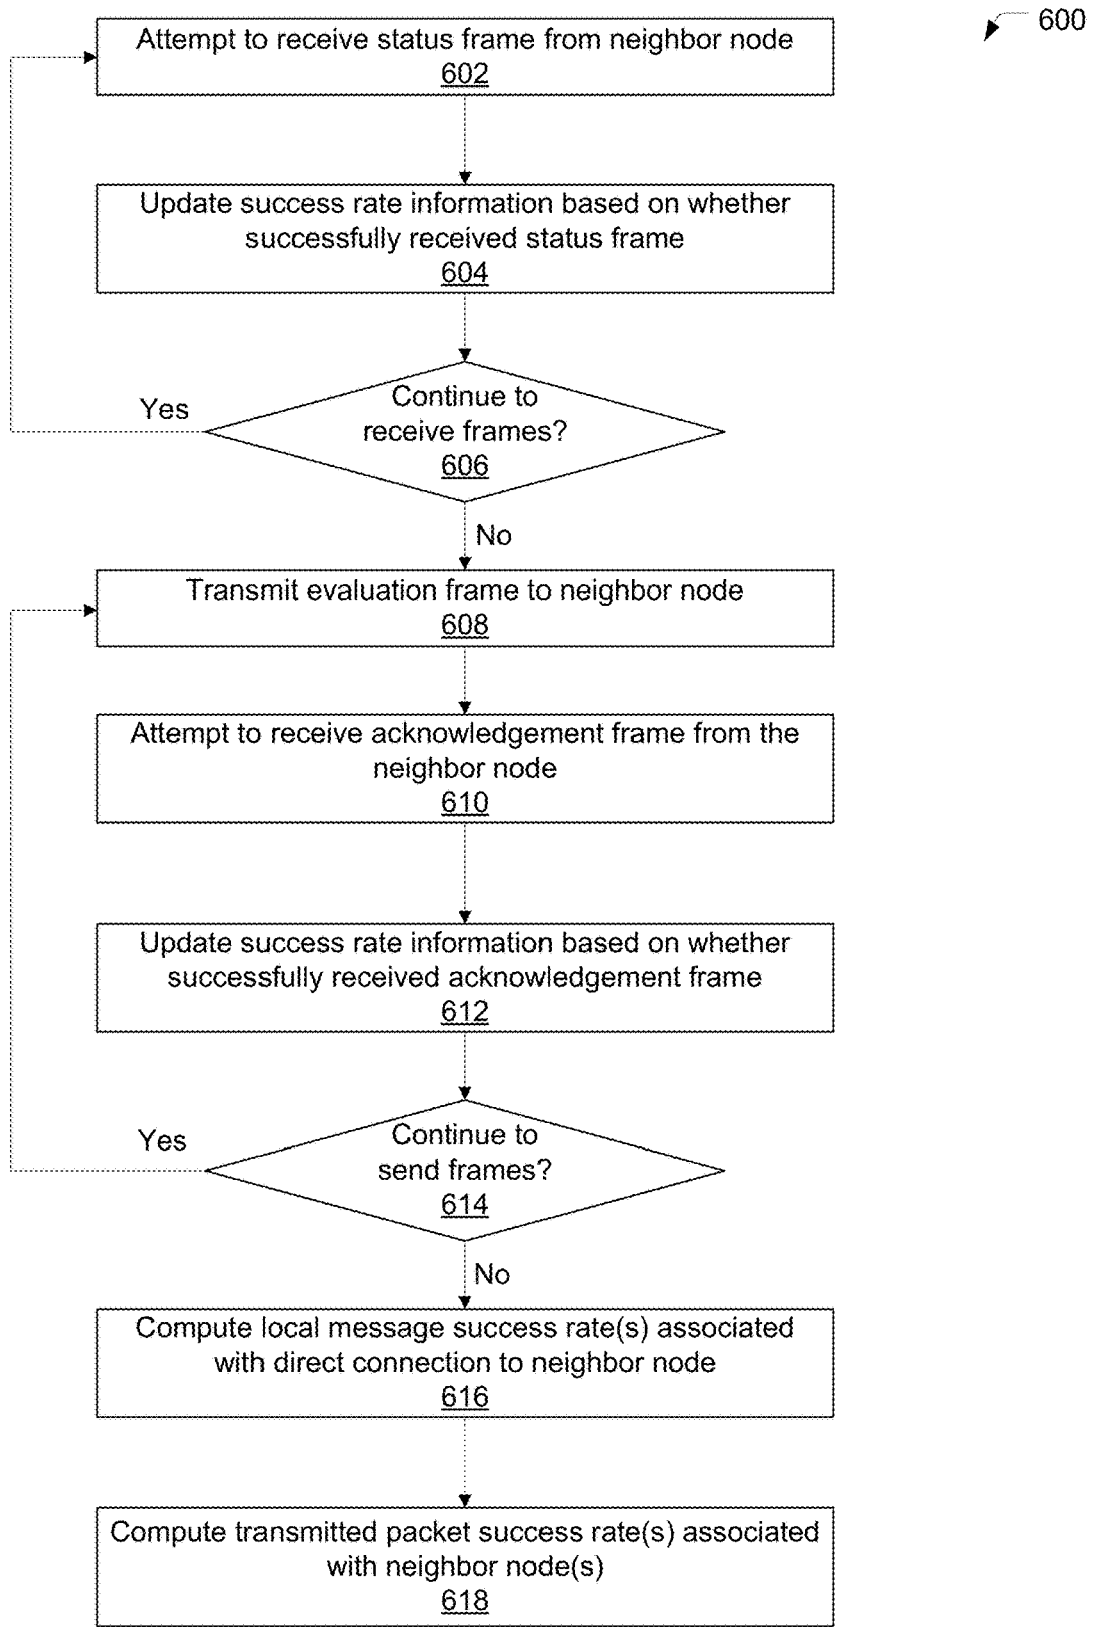 600
Attempt to receive status frame from neighbor node
602
Update success rate information based on whether
successfully received status frame
604
Continue to
receive frames?
606
Yes
No
Transmit evaluation frame to neighbor node
608
Attempt to receive acknowledgement frame from the
neighbor node
610
Update success rate information based on whether
successfully received acknowledgement frame
612
Continue to
send frames?
614
Yes
No
Compute local message success rate(s) associated
with direct connection to neighbor node
616
Compute transmitted packet success rate(s) associated
with neighbor node(s)
618